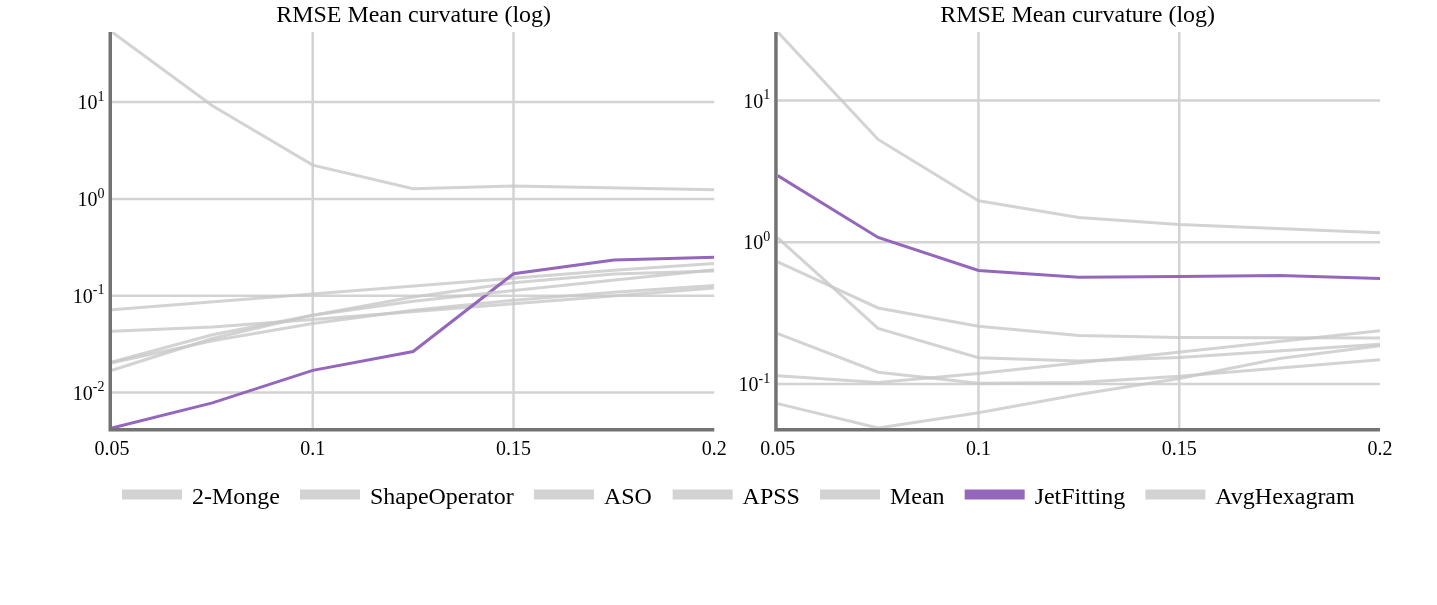 RMSE Mean curvature (log)
10^1
10^0
10^-1
10^-2
0.05 0.1 0.15 0.2
RMSE Mean curvature (log)
10^1
10^0
10^-1
0.05 0.1 0.15 0.2
2-Monge ShapeOperator ASO APSS Mean JetFitting AvgHexagram